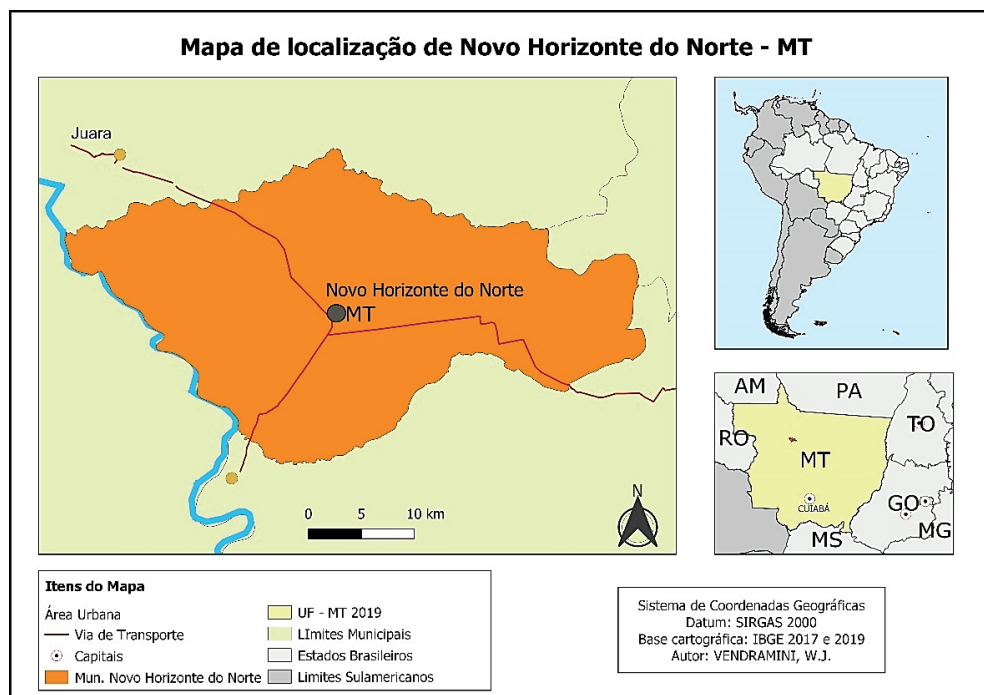 Mapa de localização de Novo Horizonte do Norte - MT
Juara
Novo Horizonte do Norte
MT
0 5 10 km
N
AM
PA
TO
RO
MT
CUIABÁ
GO
MG
MS
Itens do Mapa
Área Urbana
Via de Transporte
Capitais
Mun. Novo Horizonte do Norte
UF - MT 2019
LImites Municipais
Estados Brasileiros
Limites Sulamericanos
Sistema de Coordenadas Geográficas
Datum: SIRGAS 2000
Base cartográfica: IBGE 2017 e 2019
Autor: VENDRAMINI, W.J.